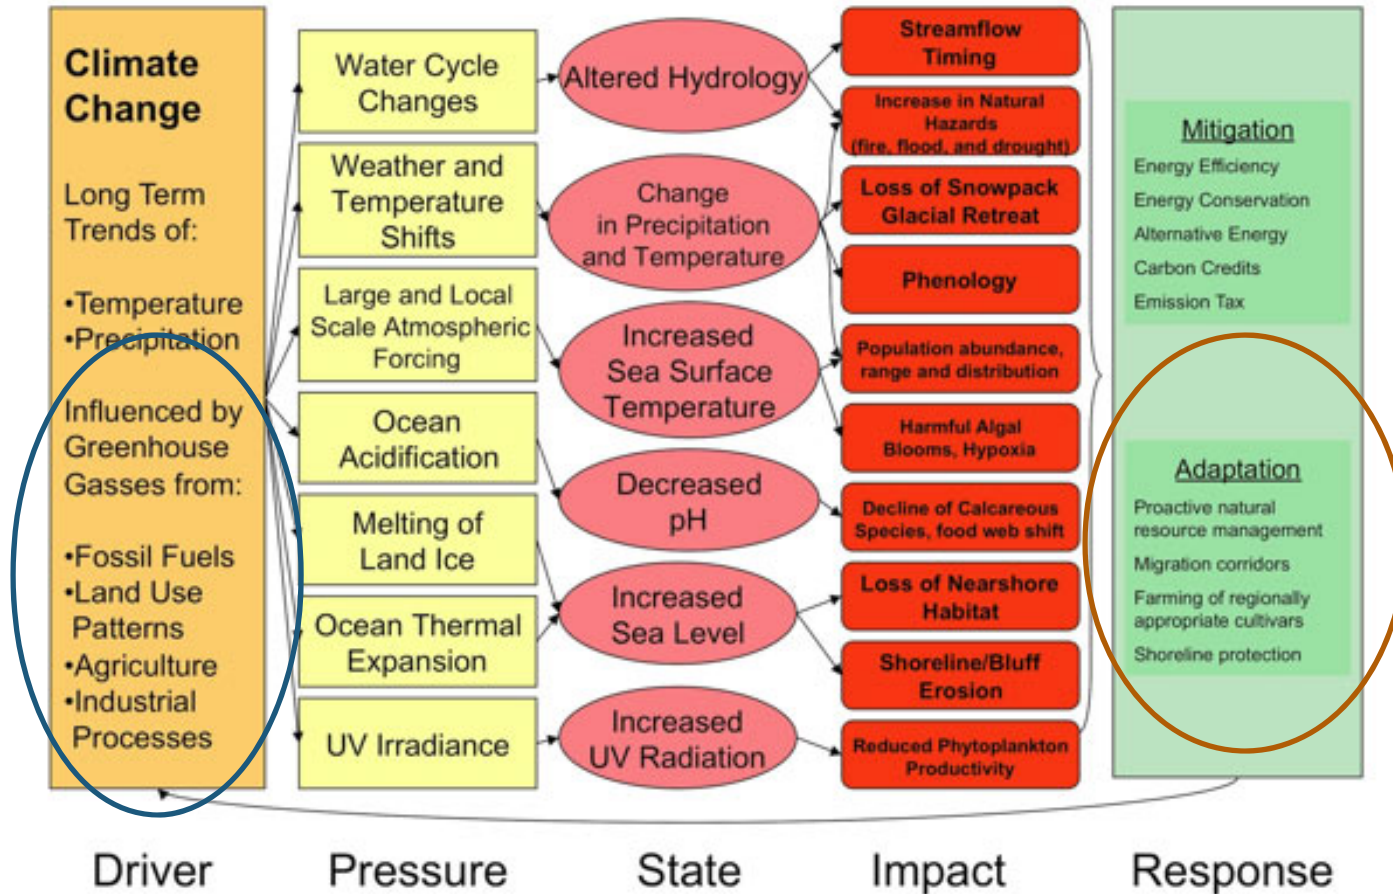 Climate
Change
Long Term
Trends of:
•Temperature
•Precipitation
Influenced by
Greenhouse
Gasses from:
•Fossil Fuels
•Land Use
Patterns
•Agriculture
•Industrial
Processes
Water Cycle
Changes
Weather and
Temperature
Shifts
Large and Local
Scale Atmospheric
Forcing
Ocean
Acidification
Melting of
Land Ice
Ocean Thermal
Expansion
UV Irradiance
Altered Hydrology
Change
in Precipitation
and Temperature
Increased
Sea Surface
Temperature
Decreased
pH
Increased
Sea Level
Increased
UV Radiation
Streamflow
Timing
Increase in Natural
Hazards
(fire, flood, and drought)
Loss of Snowpack
Glacial Retreat
Phenology
Population abundance,
range and distribution
Harmful Algal
Blooms, Hypoxia
Decline of Calcareous
Species, food web shift
Loss of Nearshore
Habitat
Shoreline/Bluff
Erosion
Reduced Phytoplankton
Productivity
Mitigation
Energy Efficiency
Energy Conservation
Alternative Energy
Carbon Credits
Emission Tax
Adaptation
Proactive natural
resource management
Migration corridors
Farming of regionally
appropriate cultivars
Shoreline protection
Driver
Pressure
State
Impact
Response